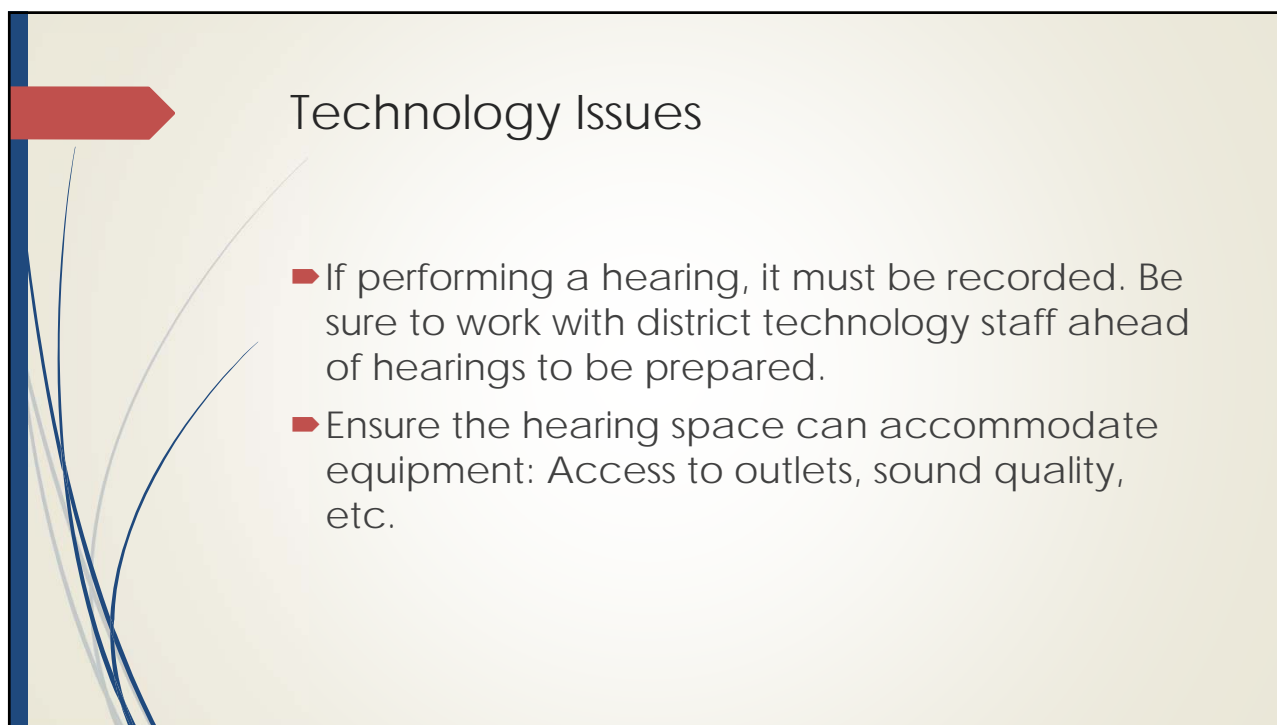 Technology Issues
If performing a hearing, it must be recorded. Be
sure to work with district technology staff ahead
of hearings to be prepared.
Ensure the hearing space can accommodate
equipment: Access to outlets, sound quality,
etc.